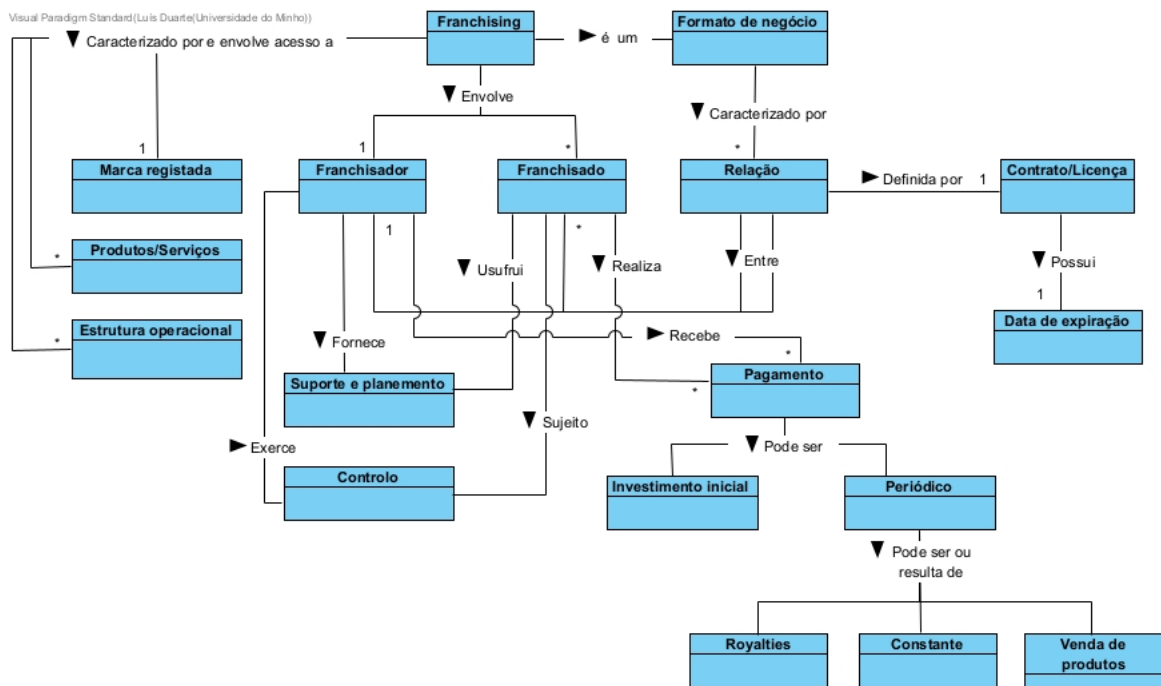 Visual Paradigm Standard(Luís Duarte(Universidade do Minho))
Franchising
Formato de negócio
Caracterizado por e envolve acesso a
é um
Envolve
Caracterizado por
1
1
*
*
Marca registada
Franchisador
Franchisado
Relação
Definida por
1
Contrato/Licença
1
*
Produtos/Serviços
*
Usufrui
Realiza
Entre
Possui
1
Estrutura operacional
*
Data de expiração
Fornece
Recebe
*
Suporte e planemento
Pagamento
*
Sujeito
Exerce
Pode ser
Controlo
Investimento inicial
Periódico
Pode ser ou
resulta de
Royalties
Constante
Venda de
produtos